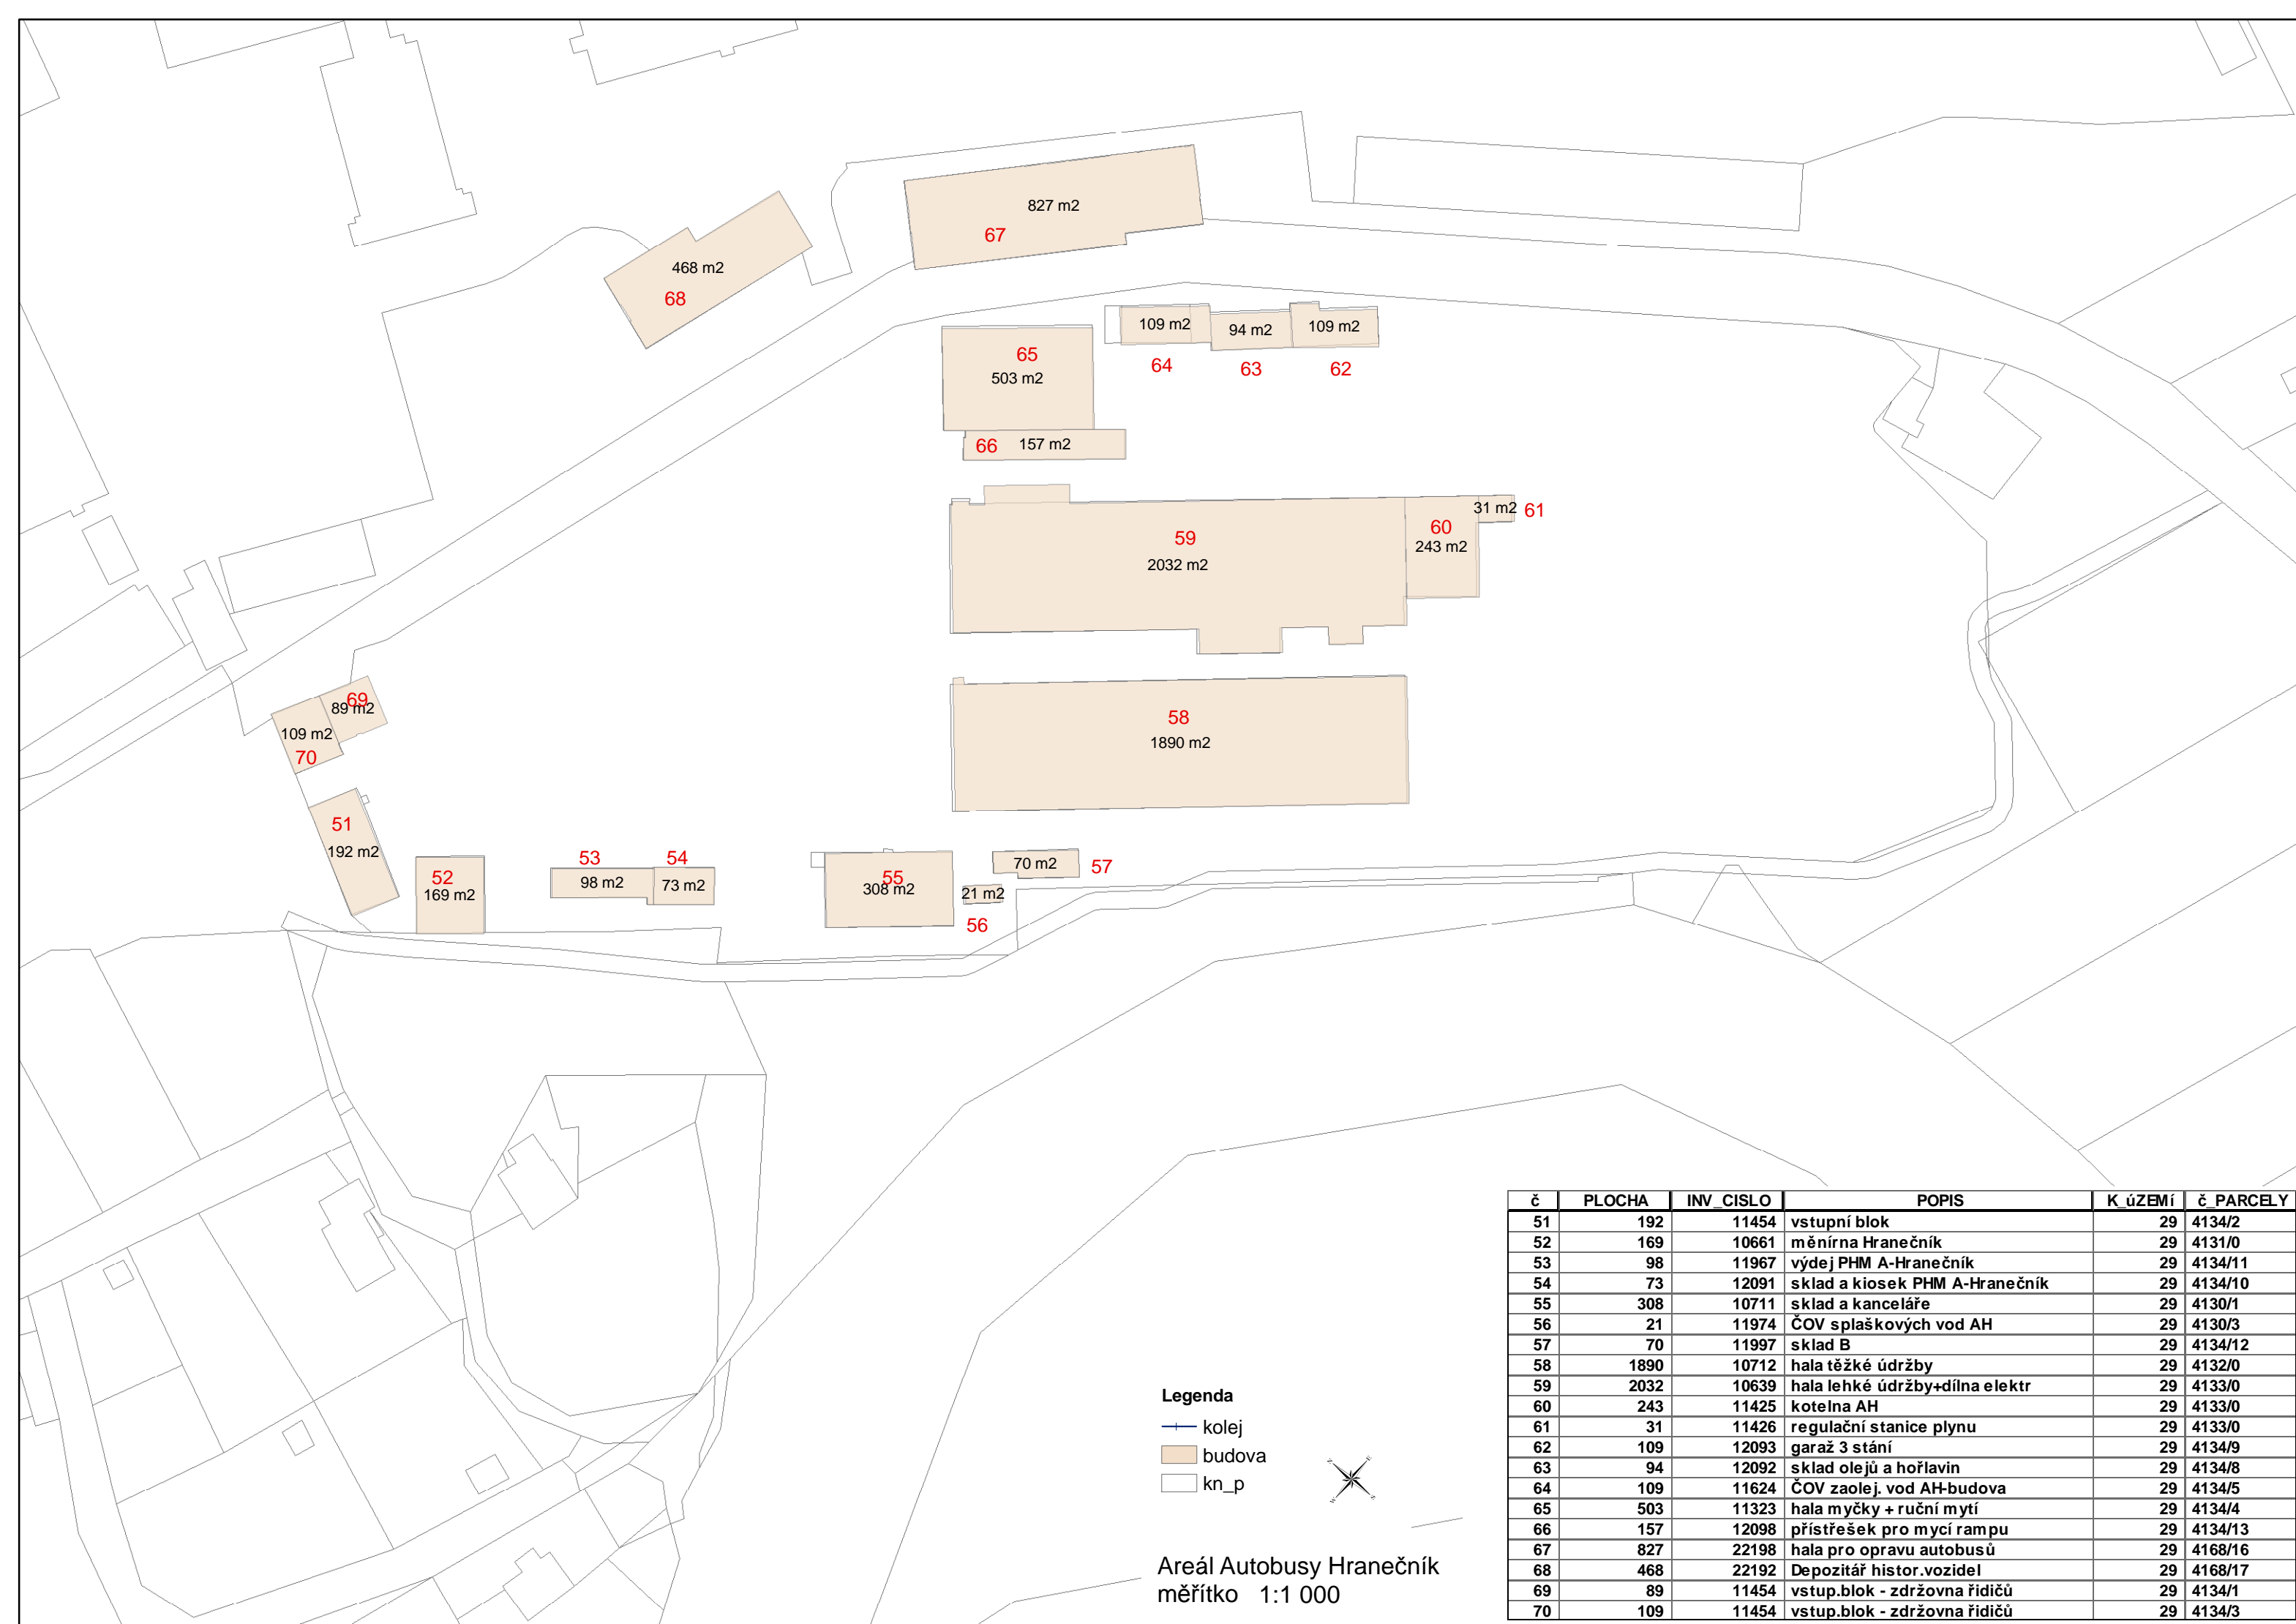 827 m2
67
468 m2
68
109 m2
94 m2
109 m2
64
63
62
65
503 m2
66 157 m2
31 m2 61
60
243 m2
59
2032 m2
69
89 m2
109 m2
70
58
1890 m2
51
192 m2
52
169 m2
53
98 m2
54
73 m2
55
308 m2
70 m2 57
21 m2
56
Legenda
kolej
budova
kn_p
Areál Autobusy Hranečník
měřítko 1:1 000
č PLOCHA INV_CISLO POPIS K_úZEMí č_PARCELY
51 192 11454 vstupní blok 29 4134/2
52 169 10661 měnírna Hranečník 29 4131/0
53 98 11967 výdej PHM A-Hranečník 29 4134/11
54 73 12091 sklad a kiosek PHM A-Hranečník 29 4134/10
55 308 10711 sklad a kanceláře 29 4130/1
56 21 11974 ČOV splaškových vod AH 29 4130/3
57 70 11997 sklad B 29 4134/12
58 1890 10712 hala těžké údržby 29 4132/0
59 2032 10639 hala lehké údržby+dílna elektr 29 4133/0
60 243 11425 kotelna AH 29 4133/0
61 31 11426 regulační stanice plynu 29 4133/0
62 109 12093 garaž 3 stání 29 4134/9
63 94 12092 sklad olejů a hořlavin 29 4134/8
64 109 11624 ČOV zaolej. vod AH-budova 29 4134/5
65 503 11323 hala myčky + ruční mytí 29 4134/4
66 157 12098 přístřešek pro mycí rampu 29 4134/13
67 827 22198 hala pro opravu autobusů 29 4168/16
68 468 22192 Depozitář histor.vozidel 29 4168/17
69 89 11454 vstup.blok - zdržovna řidičů 29 4134/1
70 109 11454 vstup.blok - zdržovna řidičů 29 4134/3